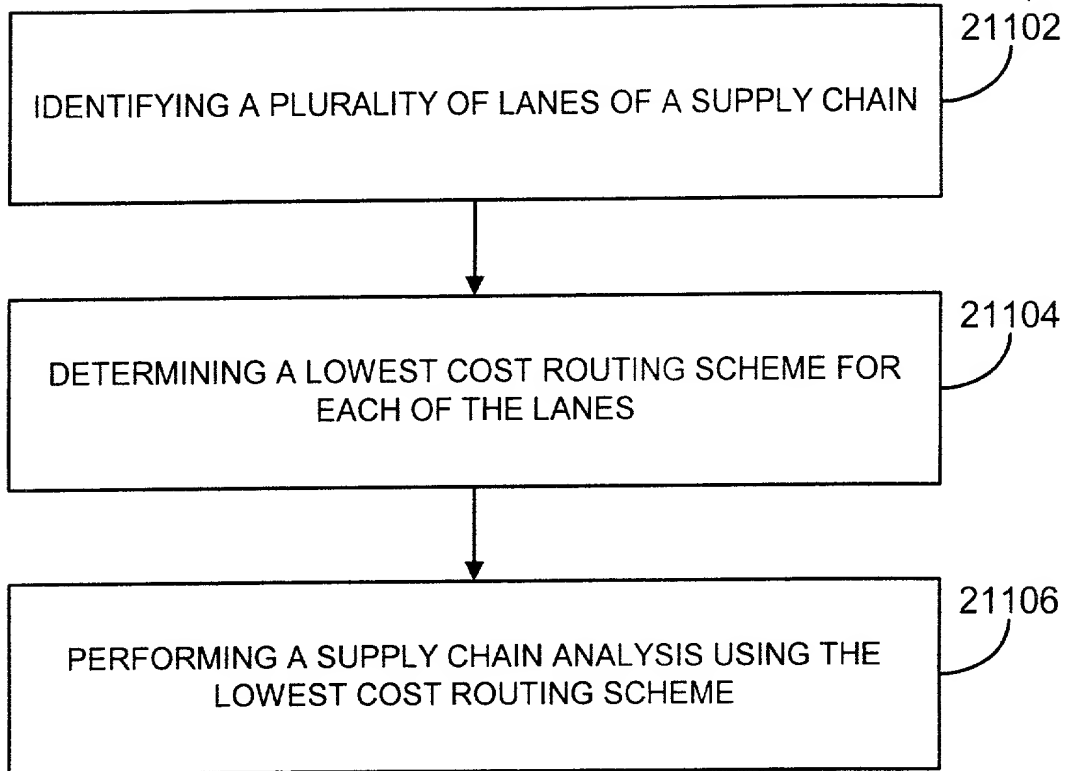 21102
IDENTIFYING A PLURALITY OF LANES OF A SUPPLY CHAIN
21104
DETERMINING A LOWEST COST ROUTING SCHEME FOR
EACH OF THE LANES
21106
PERFORMING A SUPPLY CHAIN ANALYSIS USING THE
LOWEST COST ROUTING SCHEME